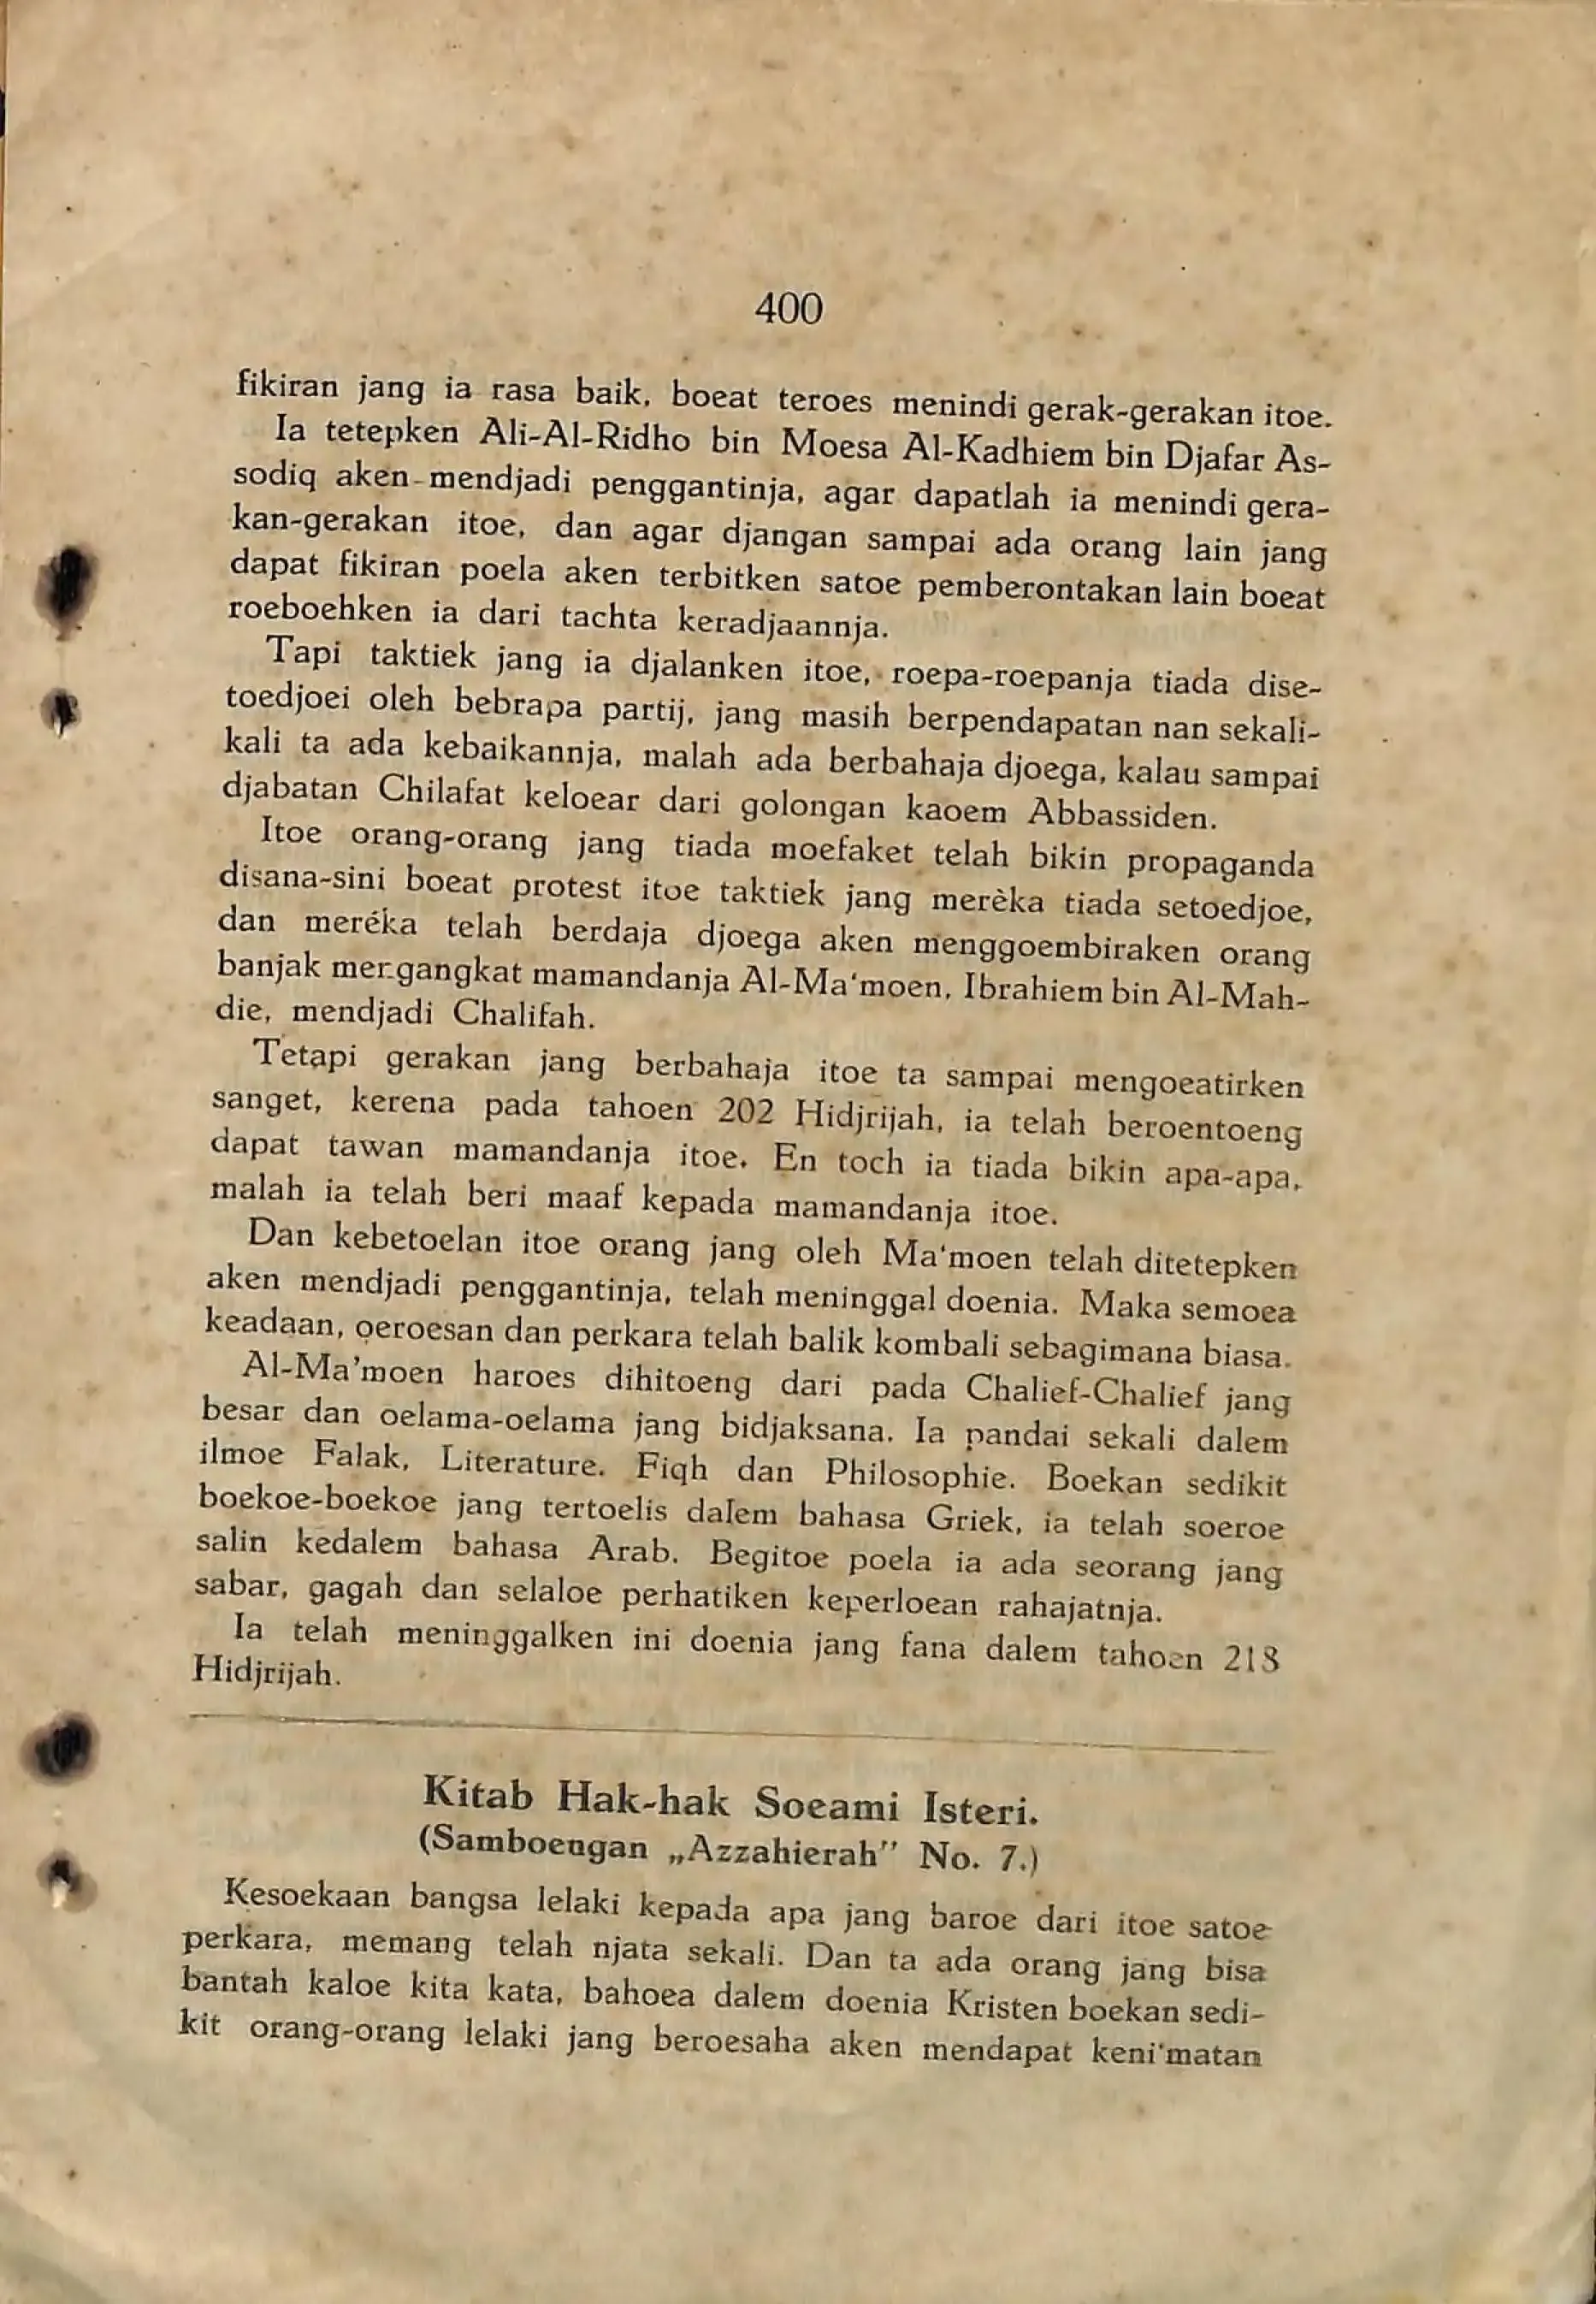 400
fikiran jang ia rasa baik, boeat teroes menindi gerak-gerakan itoe.
Ia tetepken Ali-Al-Ridho bin Moesa Al-Kadhiem bin Djafar As-
sodiq aken mendjadi penggantinja, agar dapatlah ia menindi gera-
kan-gerakan itoe, dan agar djangan sampai ada orang lain jang
dapat fikiran poela aken terbitken satoe pemberontakan lain boeat
roeboehken ia dari tachta keradjaannja.
Tapi taktiek jang ia djalanken itoe, roepa-roepanja tiada dise-
toedjoei oleh bebrapa partij, jang masih berpendapatan nan sekali-
kali ta ada kebaikannja, malah ada berbahaja djoega, kalau sampai
djabatan Chilafat keloear dari golongan kaoem Abbassiden.
Itoe orang-orang jang tiada moefaket telah bikin propaganda
disana-sini boeat protest itoe taktiek jang merèka tiada setoedjoe,
dan meréka telah berdaja djoega aken menggoembiraken orang
banjak mengangkat mamandanja Al-Ma‘moen, Ibrahiem bin Al-Mah-
die, mendjadi Chalifah.
Tetapi gerakan jang berbahaja itoe ta sampai mengoeatirken
sanget, kerena pada tahoen 202 Hidjrijah, ia telah beroentoeng
dapat tawan mamandanja itoe. En toch ia tiada bikin apa-apa,
malah ia telah beri maaf kepada mamandanja itoe.
Dan kebetoelan itoe orang jang oleh Ma‘moen telah ditetepken
aken mendjadi penggantinja, telah meninggal doenia. Maka semoea
keadaan, oeroesan dan perkara telah balik kombali sebagimana biasa.
Al-Ma’moen haroes dihitoeng dari pada Chalief-Chalief jang
besar dan oelama-oelama jang bidjaksana. Ia pandai sekali dalem
ilmoe Falak, Literature. Fiqh dan Philosophie. Boekan sedikit
boekoe-boekoe jang tertoelis dalem bahasa Griek, ia telah soeroe
salin kedalem bahasa Arab. Begitoe poela ia ada seorang jang
sabar, gagah dan selaloe perhatiken keperloean rahajatnja.
Ia telah meninggalken ini doenia jang fana dalem tahoen 218
Hidjrijah.
Kitab Hak-hak Soeami Isteri.
(Samboengan „Azzahierah” No. 7.)
Kesoekaan bangsa lelaki kepada apa jang baroe dari itoe satoe
perkara, memang telah njata sekali. Dan ta ada orang jang bisa
bantah kaloe kita kata, bahoea dalem doenia Kristen boekan sedi-
kit orang-orang lelaki jang beroesaha aken mendapat keni‘matan